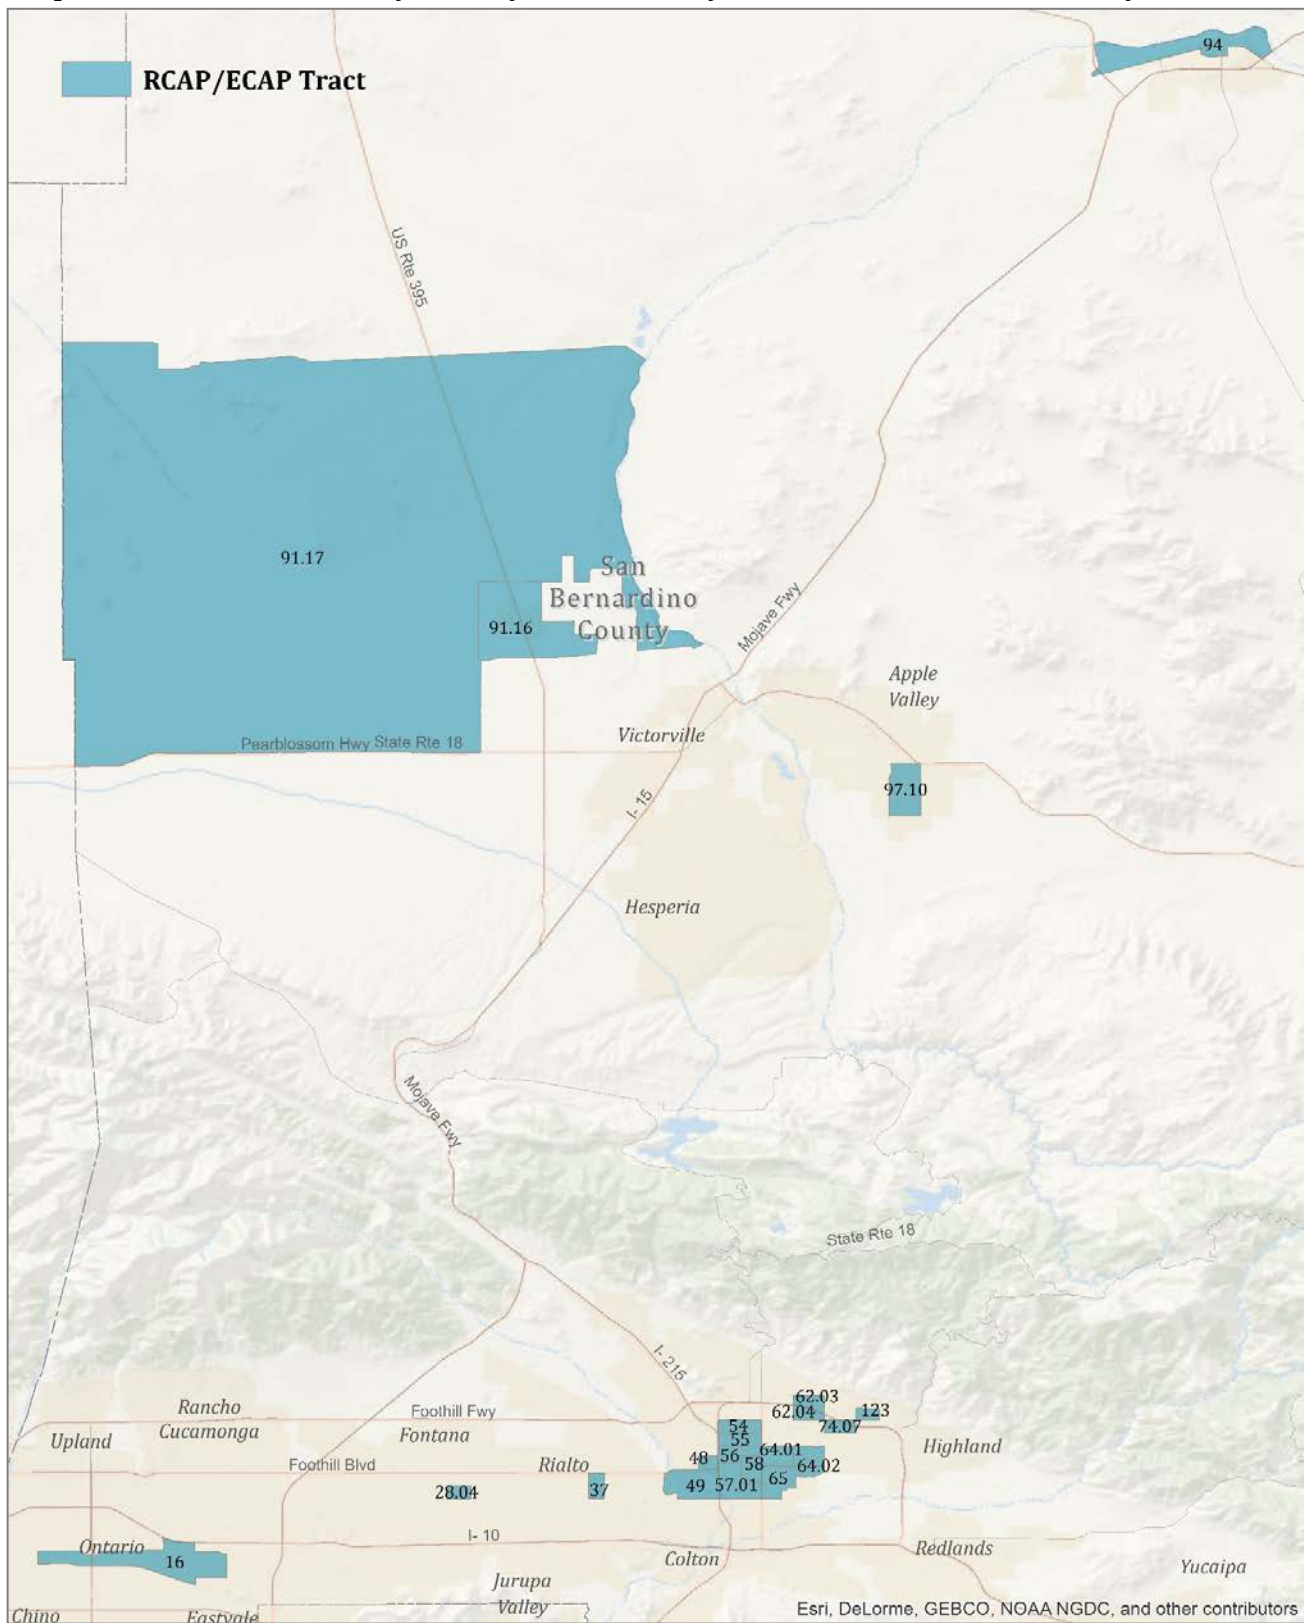 94
RCAP/ECAP Tract
US Rte 395
91.17
San
Bernardino
County
91.16
Mojave Fwy
Apple
Valley
Victorville
Pearblossom Hwy State Rte 18
97.10
I- 15
Hesperia
Mojave Fwy
State Rte 18
I- 215
62.03
Rancho
Cucamonga
Foothill Fwy
62.04
123
Upland
Fontana
54
74.07
55
Highland
Foothill Blvd
Rialto
48
56
64.01
58
64.02
28.04
37
49
57.01
65
I- 10
Ontario
16
Colton
Redlands
Yucaipa
Jurupa
Valley
Chino
Eastvale
Esri, DeLorme, GEBCO, NOAA NGDC, and other contributors